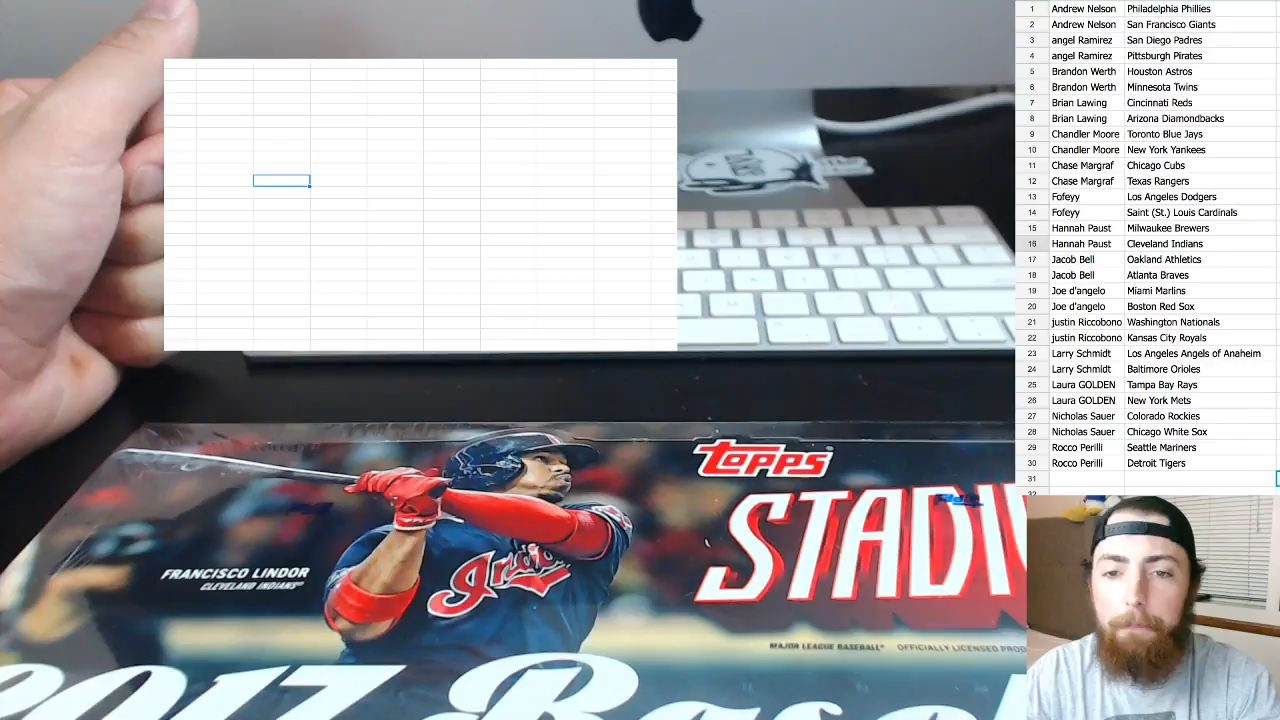 1 Andrew Nelson Philadelphia Phillies
2 Andrew Nelson San Francisco Giants
3 angel Ramirez San Diego Padres
4 angel Ramirez Pittsburgh Pirates
5 Brandon Werth Houston Astros
6 Brandon Werth Minnesota Twins
7 Brian Lawing Cincinnati Reds
8 Brian Lawing Arizona Diamondbacks
9 Chandler Moore Toronto Blue Jays
10 Chandler Moore New York Yankees
11 Chase Margraf Chicago Cubs
12 Chase Margraf Texas Rangers
13 Fofeyy Los Angeles Dodgers
14 Fofeyy Saint (St.) Louis Cardinals
15 Hannah Paust Milwaukee Brewers
16 Hannah Paust Cleveland Indians
17 Jacob Bell Oakland Athletics
18 Jacob Bell Atlanta Braves
19 Joe d'angelo Miami Marlins
20 Joe d'angelo Boston Red Sox
21 justin Riccobono Washington Nationals
22 justin Riccobono Kansas City Royals
23 Larry Schmidt Los Angeles Angels of Anaheim
24 Larry Schmidt Baltimore Orioles
25 Laura GOLDEN Tampa Bay Rays
26 Laura GOLDEN New York Mets
27 Nicholas Sauer Colorado Rockies
28 Nicholas Sauer Chicago White Sox
29 Rocco Perilli Seattle Mariners
30 Rocco Perilli Detroit Tigers
31
32
TOPPS
STADI
FRANCISCO LINDOR
CLEVELAND INDIANS®
Indi
MAJOR LEAGUE BASEBALL® OFFICIALLY LICENSED PROD
2017 Baseb